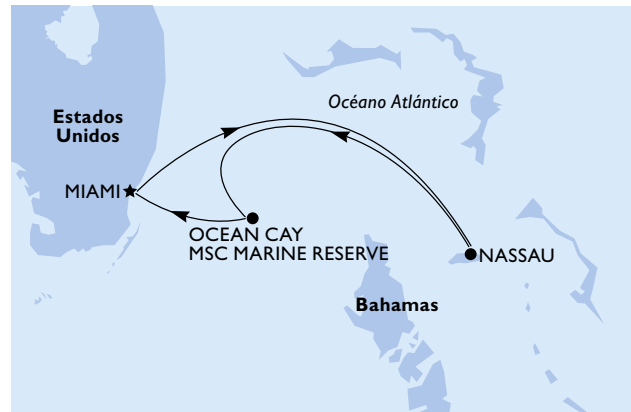 Océano Atlántico
Estados
Unidos
MIAMI
OCEAN CAY
MSC MARINE RESERVE
NASSAU
Bahamas